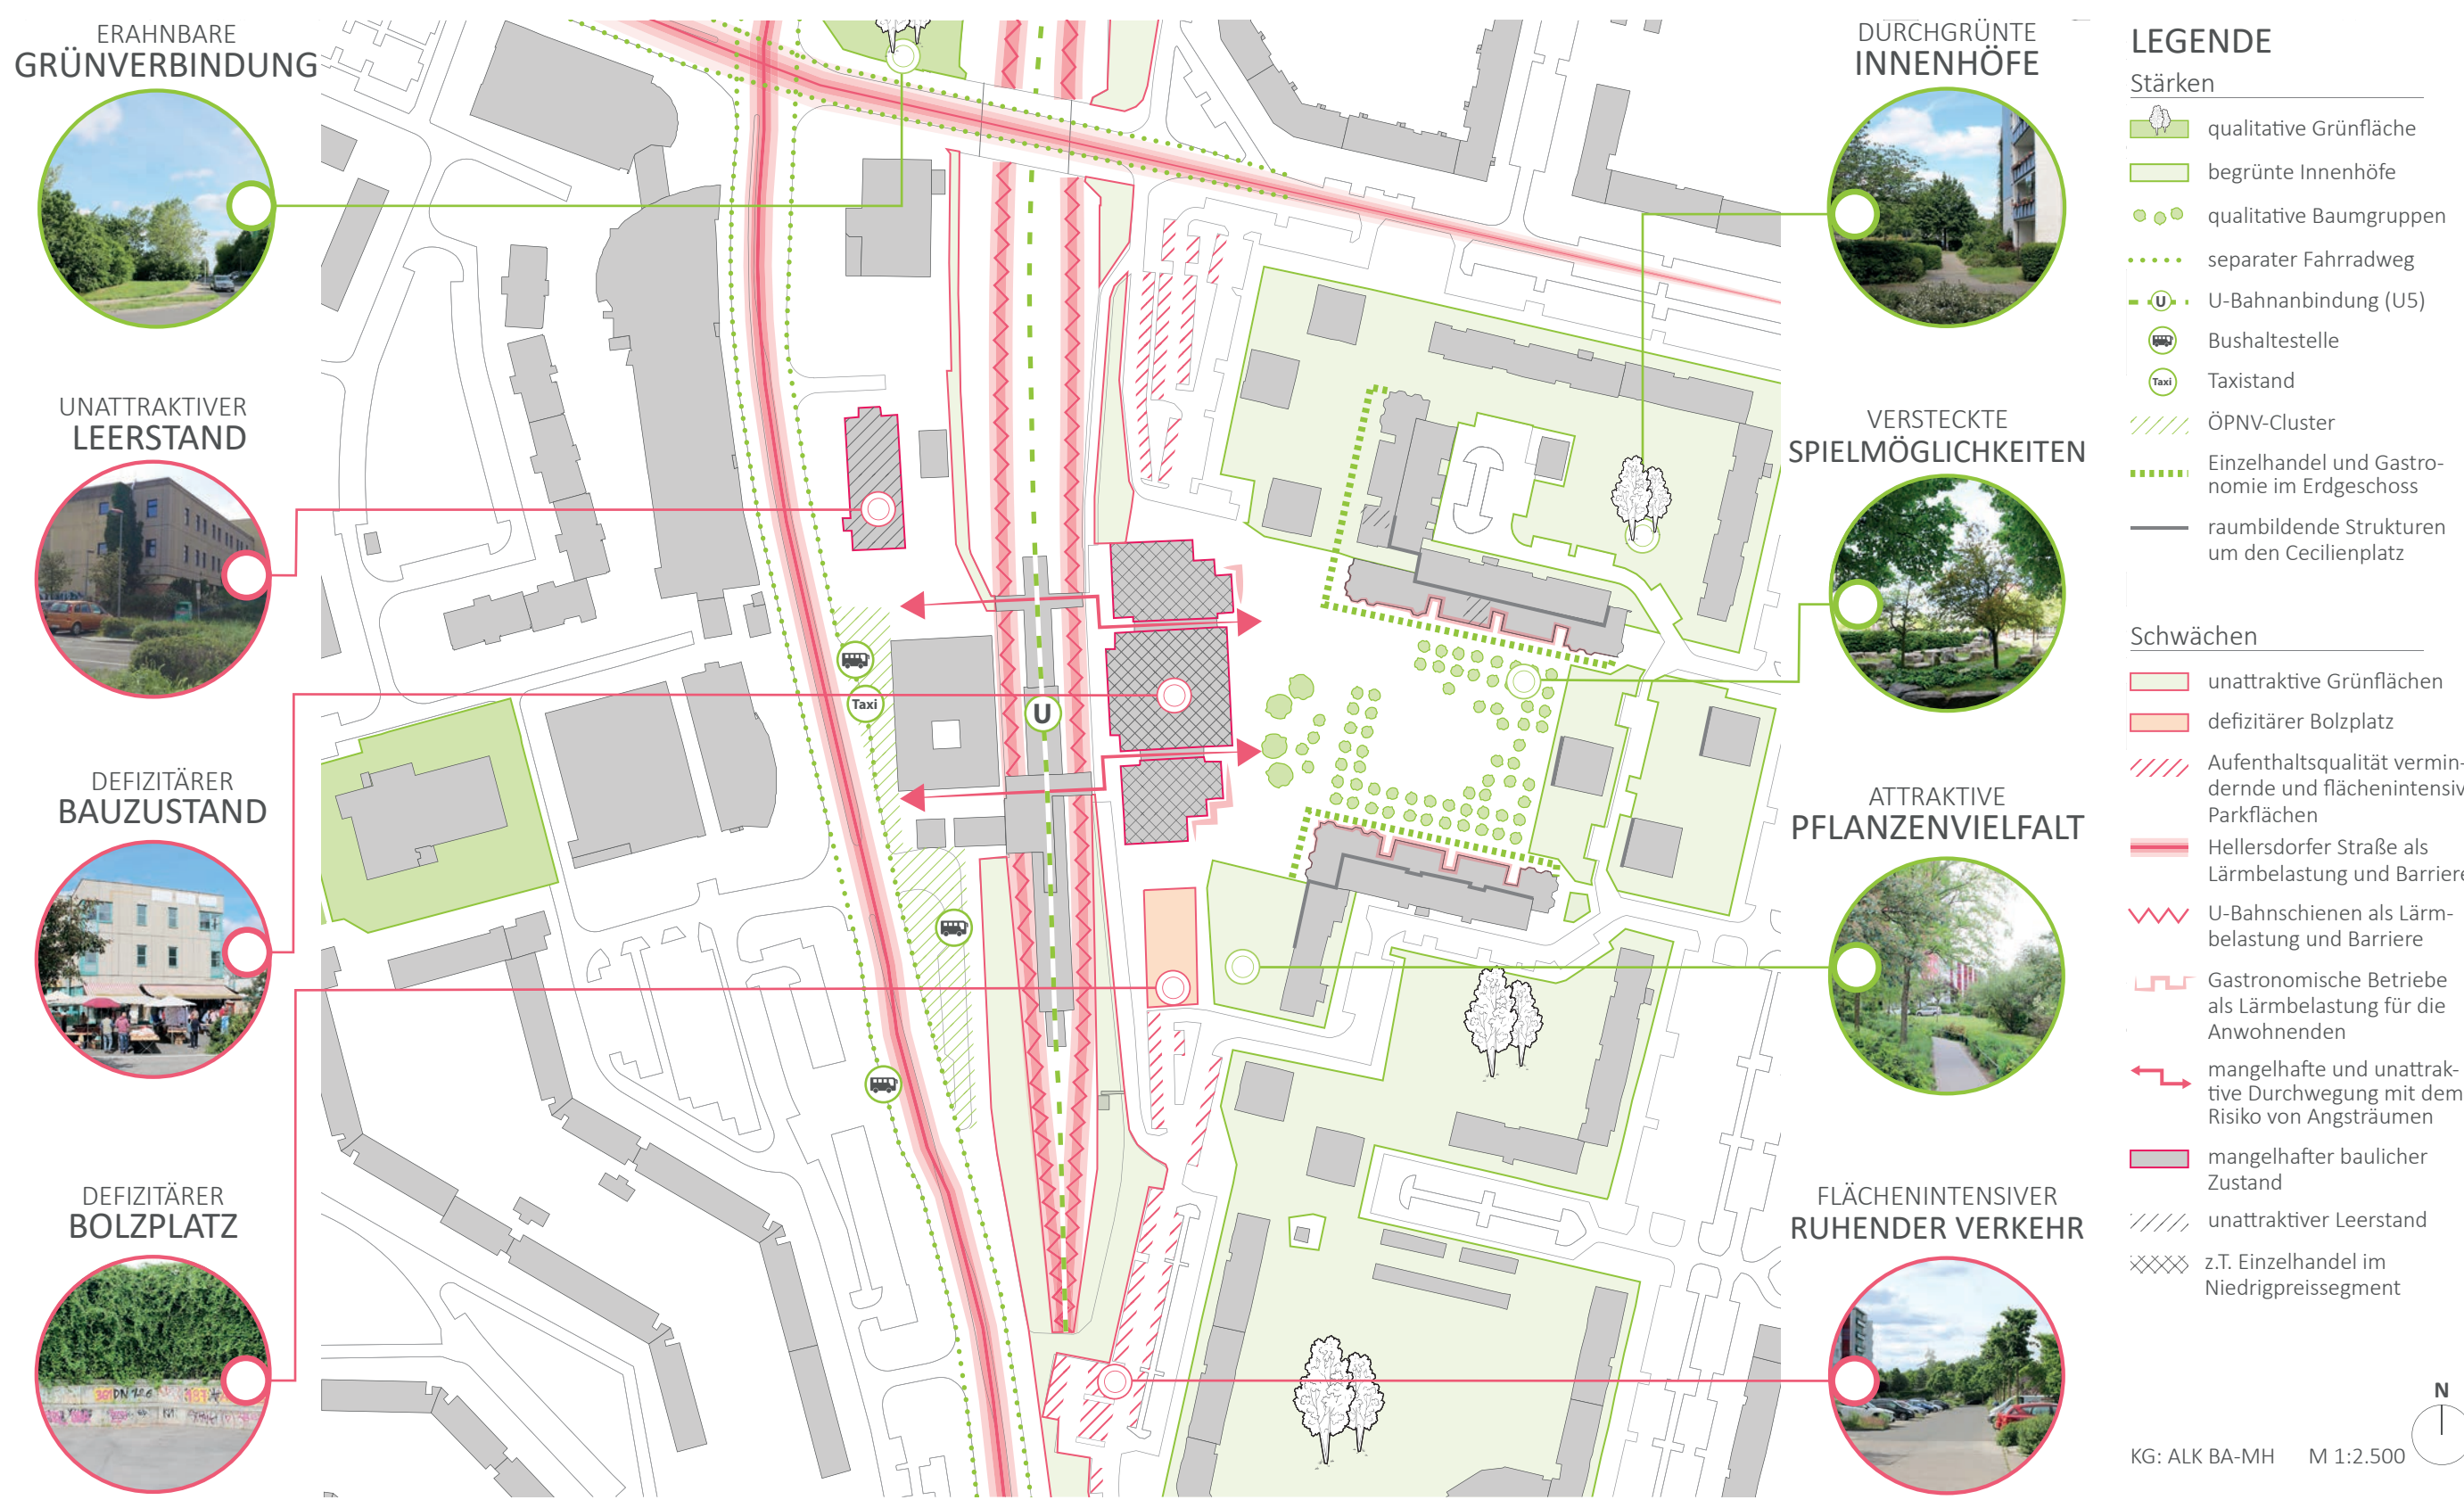 ERAHNBARE
GRÜNVERBINDUNG
UNATTRAKTIVER
LEERSTAND
DEFIZITÄRER
BAUZUSTAND
DEFIZITÄRER
BOLZPLATZ
Taxi
U
DURCHGRÜNTE
INNENHÖFE
VERSTECKTE
SPIELMÖGLICHKEITEN
ATTRAKTIVE
PFLANZENVIELFALT
FLÄCHENINTENSIVER
RUHENDER VERKEHR
LEGENDE
Stärken
qualitative Grünfläche
begrünte Innenhöfe
qualitative Baumgruppen
separater Fahrradweg
U
U-Bahnanbindung (U5)
Bushaltestelle
Taxi
Taxistand
ÖPNV-Cluster
Einzelhandel und Gastro-
nomie im Erdgeschoss
raumbildende Strukturen
um den Cecilienplatz
Schwächen
unattraktive Grünflächen
defizitärer Bolzplatz
Aufenthaltsqualität vermin-
dernde und flächenintensiv
Parkflächen
Hellersdorfer Straße als
Lärmbelastung und Barriere
U-Bahnschienen als Lärm-
belastung und Barriere
Gastronomische Betriebe
als Lärmbelastung für die
Anwohnenden
mangelhafte und unattrak-
tive Durchwegung mit dem
Risiko von Angsträumen
mangelhafter baulicher
Zustand
unattraktiver Leerstand
z.T. Einzelhandel im
Niedrigpreissegment
N
KG: ALK BA-MH M 1:2.500